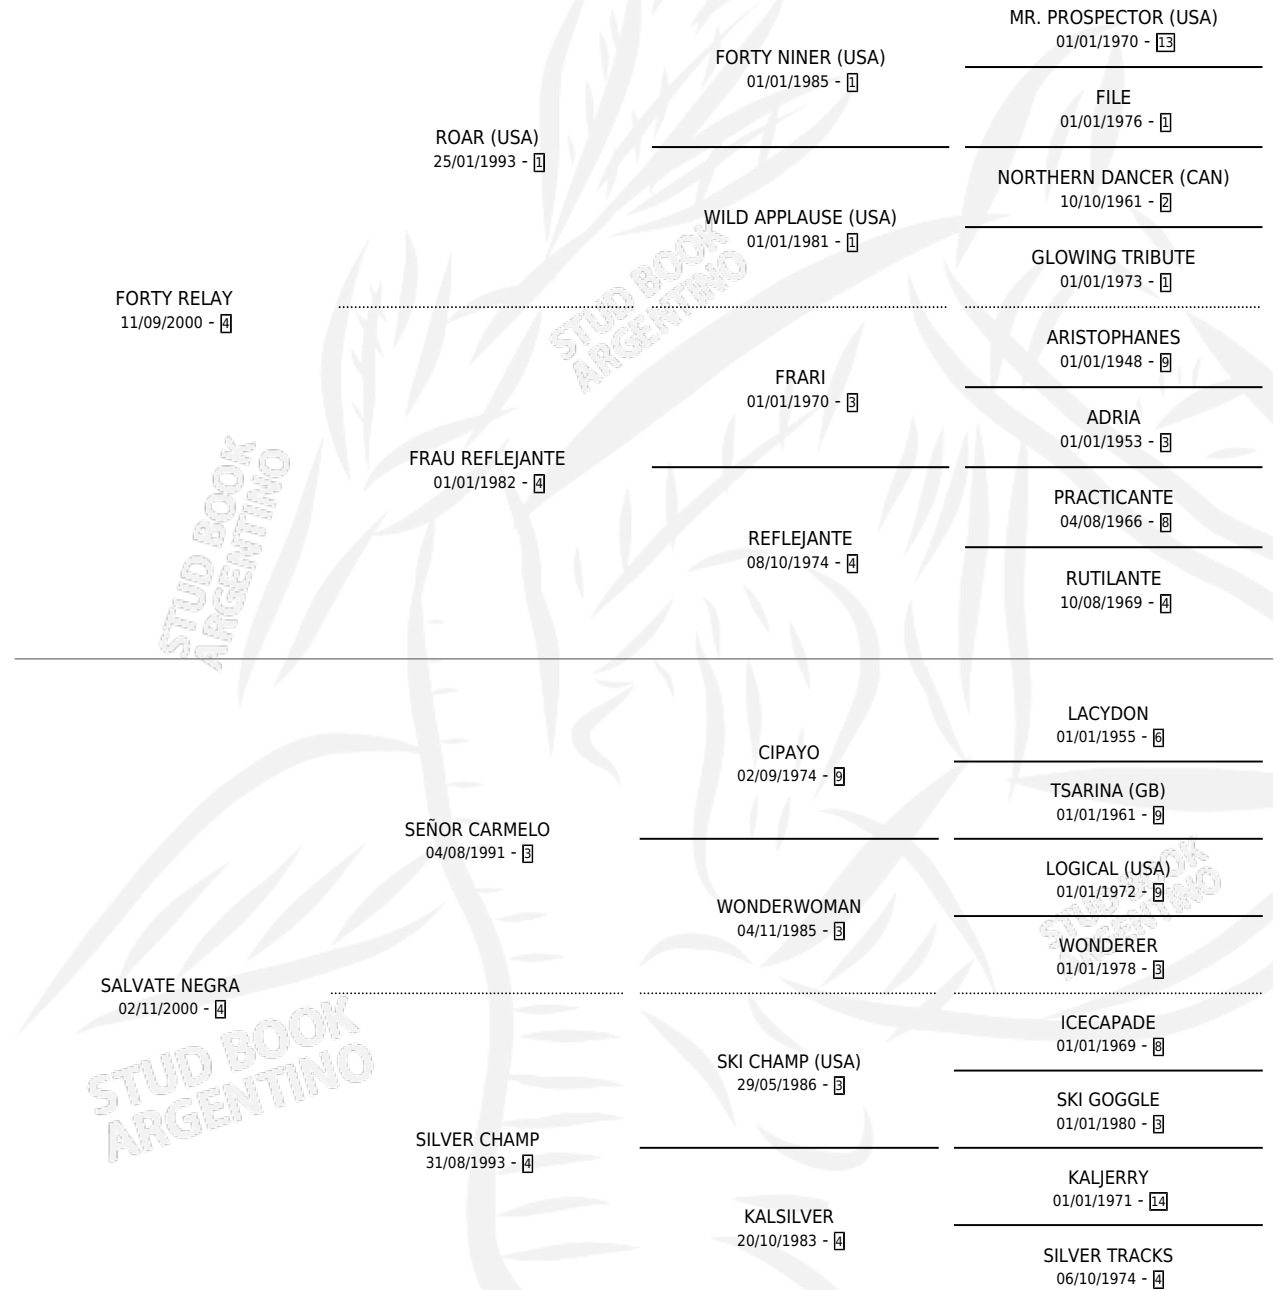 MR. PROSPECTOR (USA)
01/01/1970 - 13
FORTY NINER (USA)
01/01/1985 - 1
FILE
01/01/1976 - 1
ROAR (USA)
25/01/1993 - 1
NORTHERN DANCER (CAN)
10/10/1961 - 2
WILD APPLAUSE (USA)
01/01/1981 - 1
GLOWING TRIBUTE
01/01/1973 - 1
FORTY RELAY
11/09/2000 - 4
ARISTOPHANES
01/01/1948 - 9
FRARI
01/01/1970 - 3
ADRIA
01/01/1953 - 3
FRAU REFLEJANTE
01/01/1982 - 4
PRACTICANTE
04/08/1966 - 8
REFLEJANTE
08/10/1974 - 4
RUTILANTE
10/08/1969 - 4
LACYDON
01/01/1955 - 6
CIPAYO
02/09/1974 - 9
TSARINA (GB)
01/01/1961 - 9
SEÑOR CARMELO
04/08/1991 - 3
LOGICAL (USA)
01/01/1972 - 9
WONDERWOMAN
04/11/1985 - 3
WONDERER
01/01/1978 - 3
SALVATE NEGRA
02/11/2000 - 4
ICECAPADE
01/01/1969 - 8
SKI CHAMP (USA)
29/05/1986 - 3
SKI GOGGLE
01/01/1980 - 3
SILVER CHAMP
31/08/1993 - 4
KALJERRY
01/01/1971 - 14
KALSILVER
20/10/1983 - 4
SILVER TRACKS
06/10/1974 - 4
STUD BOOK
ARGENTINO
STUD BOOK
ARGENTINO
STUD BOOK
ARGENTINO
STUD BOOK
ARGENTINO